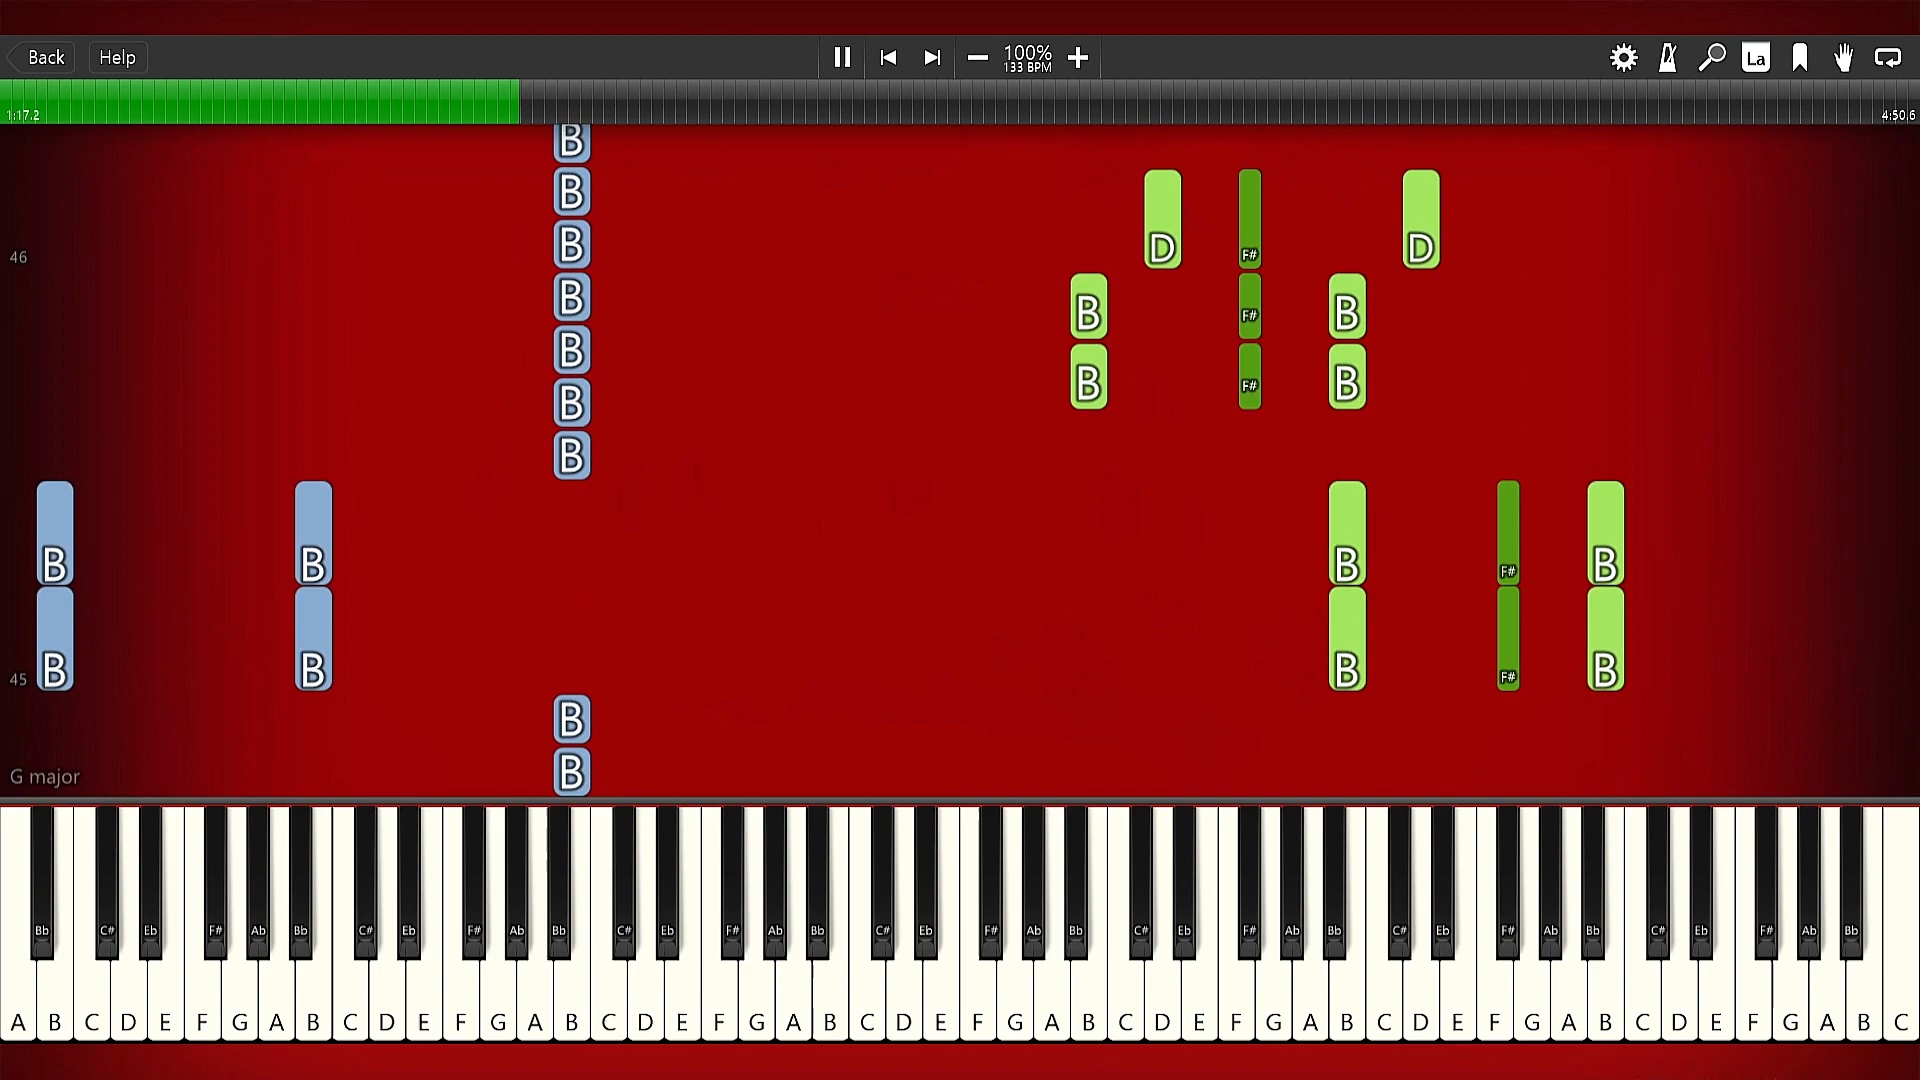 Back Help 100% La
133 BPM
1:17.2 4:50.6
B
B
46 B D F# D
B B F# B
B
B B F# B
B
B B B F# B
45 B B B F# B
B
G major B
Bb C# Eb F# Ab Bb C# Eb F# Ab Bb C# Eb F# Ab Bb C# Eb F# Ab Bb C# Eb F# Ab Bb C# Eb F# Ab Bb C# Eb F# Ab Bb
A B C D E F G A B C D E F G A B C D E F G A B C D E F G A B C D E F G A B C D E F G A B C D E F G A B C